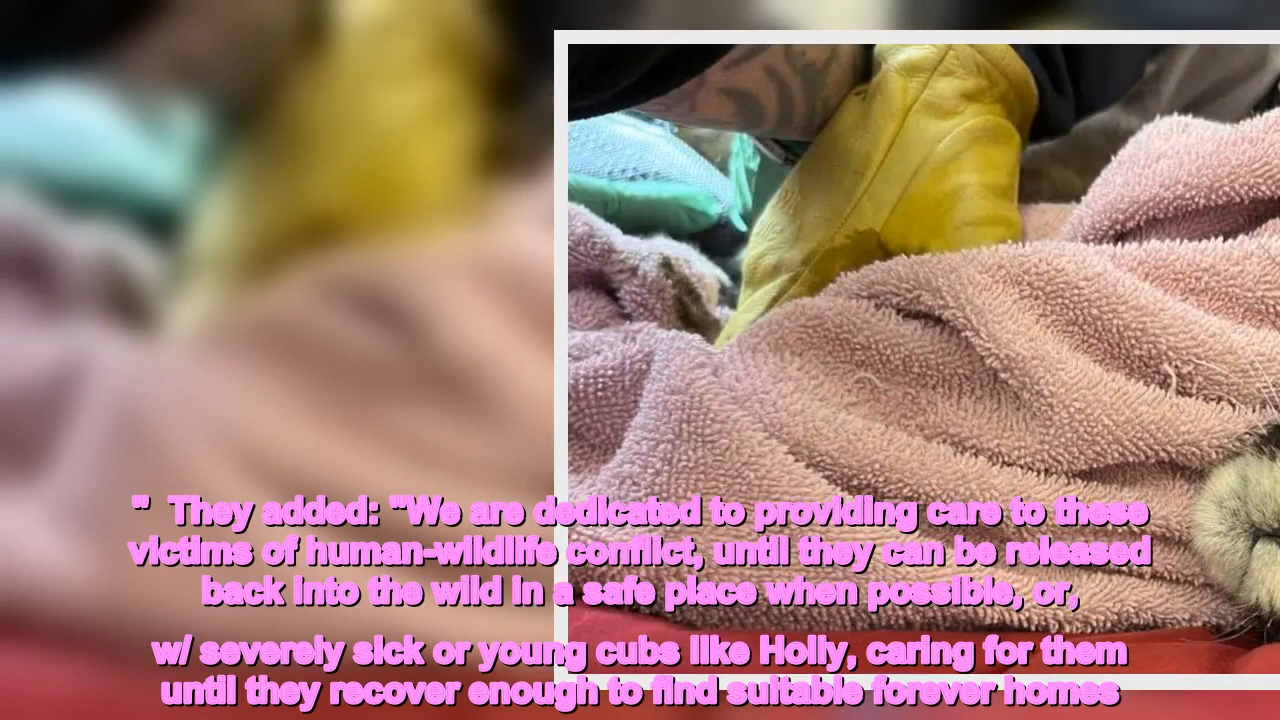 "  They added: "We are dedicated to providing care to these
victims of human-wildlife conflict, until they can be released
back into the wild in a safe place when possible, or,
w/ severely sick or young cubs like Holly, caring for them
until they recover enough to find suitable forever homes